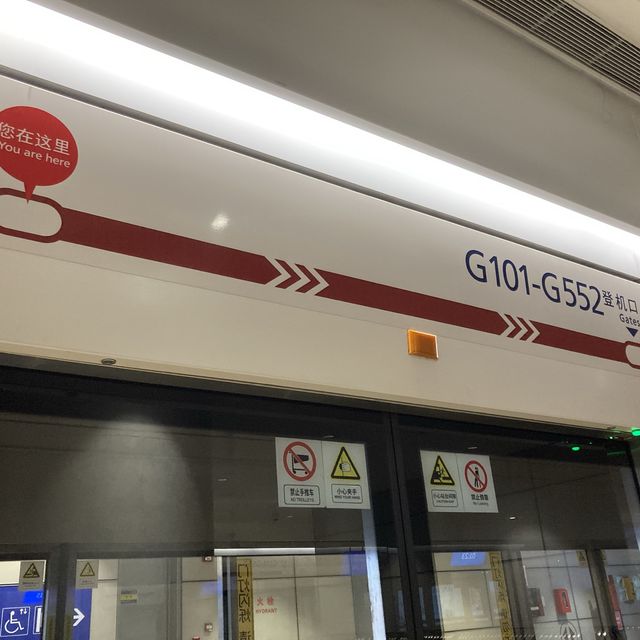 您在这里
You are here
G101-G552登机口
Gates
禁止手推车
NO TROLLEYS
小心夹手
MIND YOUR HAND
小心站台间隙
禁止倚靠
No Leaning
消火
HYDRANT